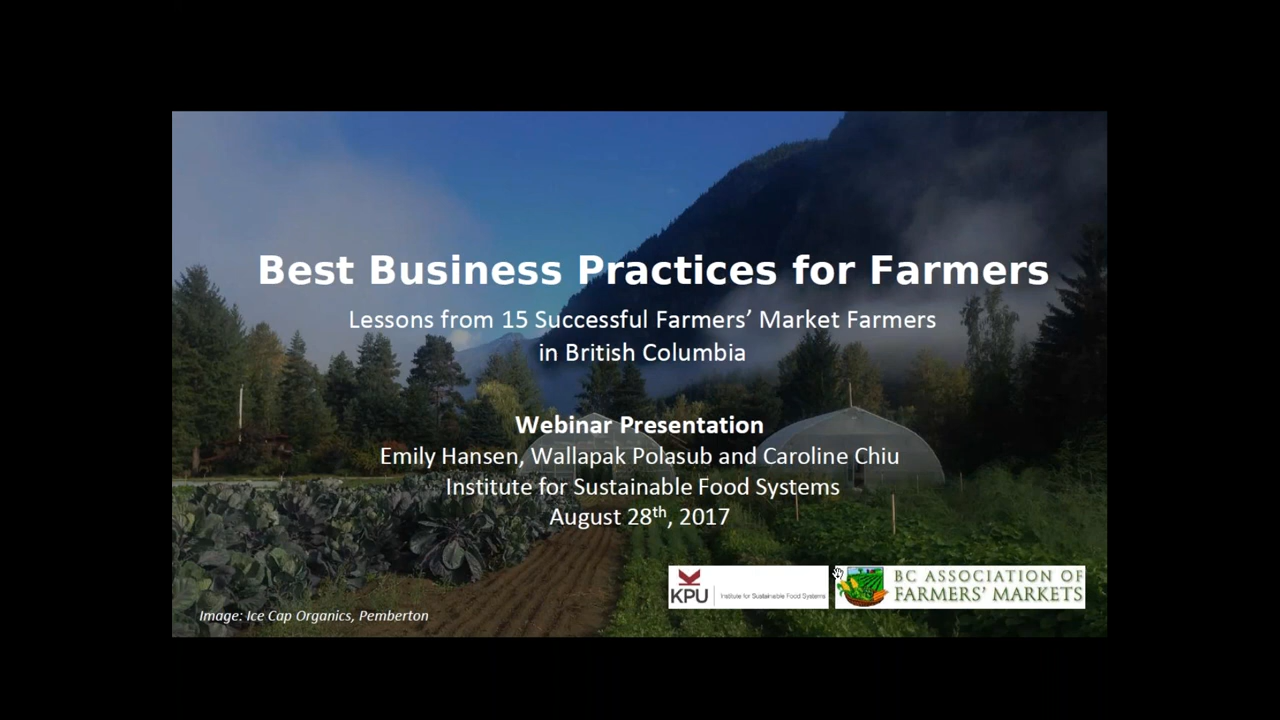 Best Business Practices for Farmers
Lessons from 15 Successful Farmers’ Market Farmers
in British Columbia
Webinar Presentation
Emily Hansen, Wallapak Polasub and Caroline Chiu
Institute for Sustainable Food Systems
August 28th, 2017
KPU
Institute for Sustainable Food Systems
BC ASSOCIATION OF
FARMERS’ MARKETS
Image: Ice Cap Organics, Pemberton